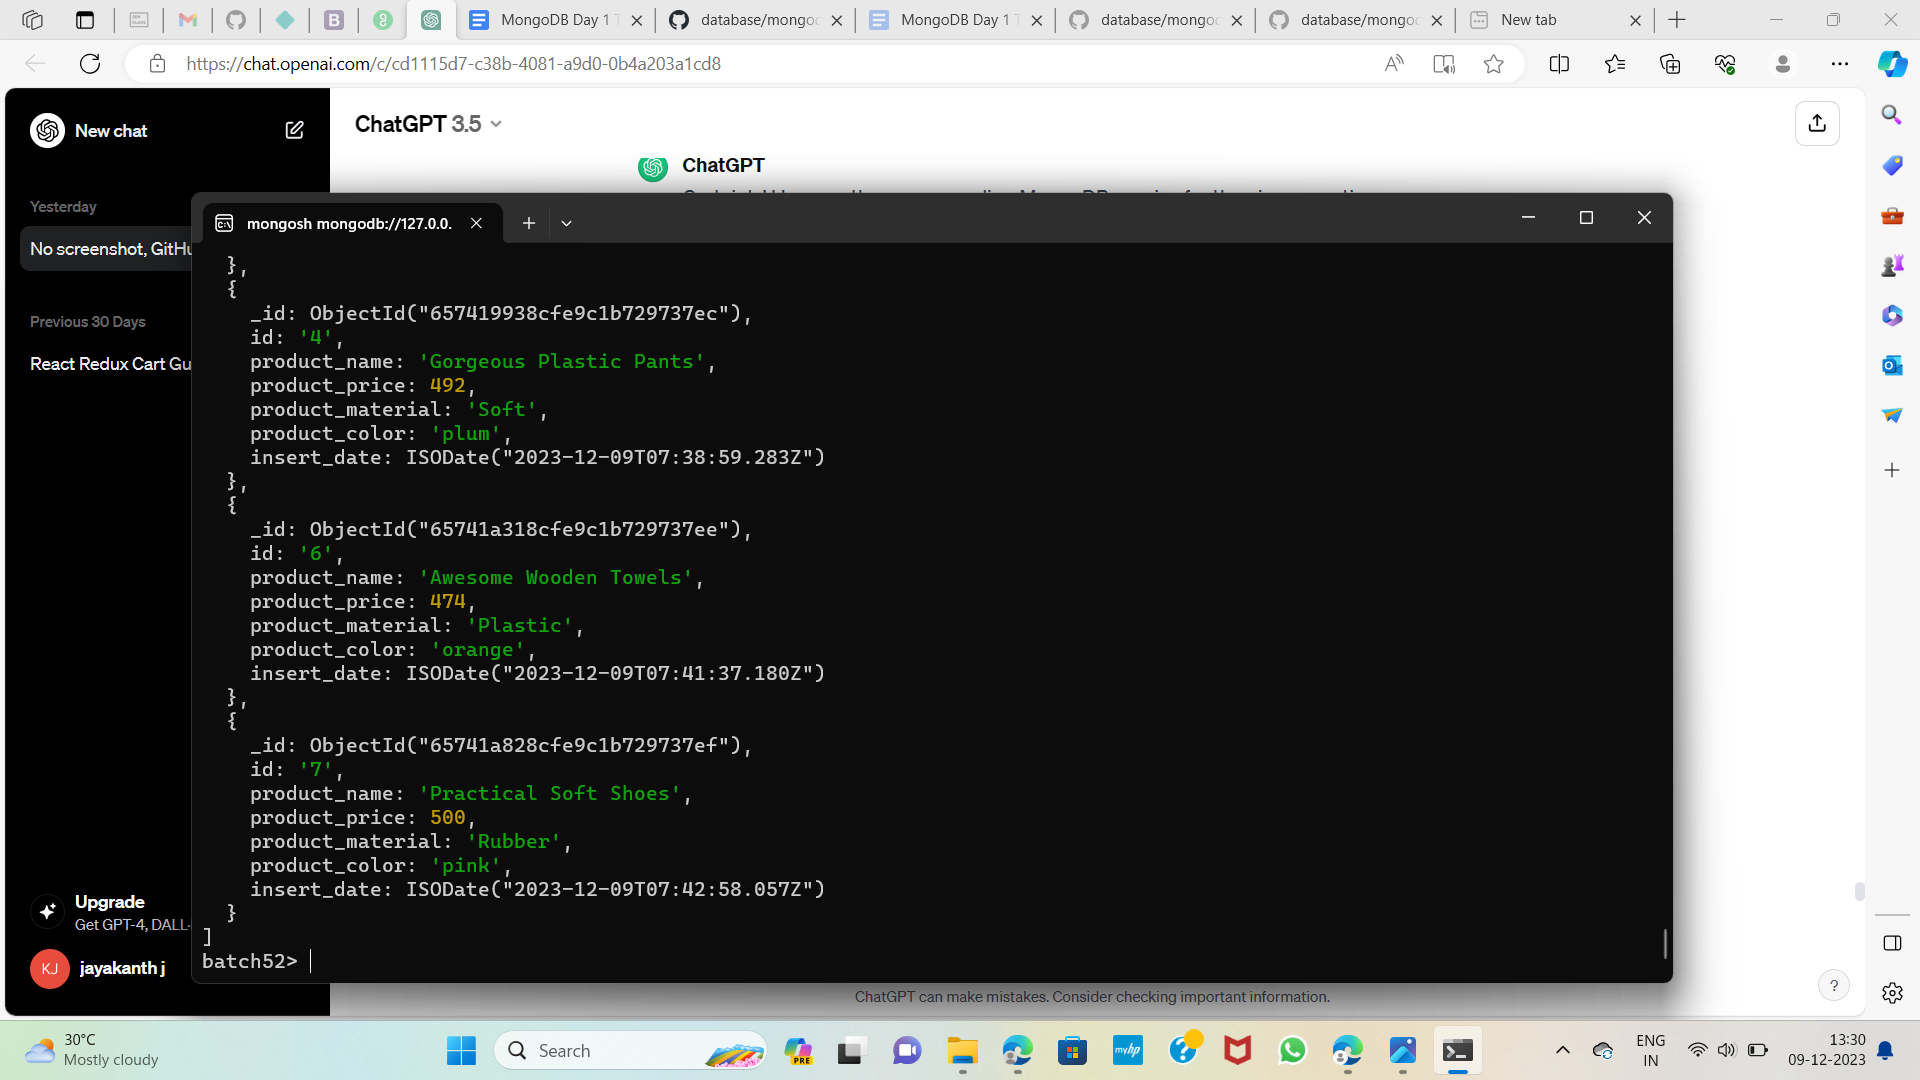 MongoDB Day 1 T
database/mongo
MongoDB Day 1 T
database/mongo
database/mongo
New tab
https://chat.openai.com/c/cd1115d7-c38b-4081-a9d0-0b4a203a1cd8
New chat
ChatGPT 3.5
ChatGPT
Yesterday
No screenshot, GitHu
Previous 30 Days
React Redux Cart Gu
mongosh mongodb://127.0.0.
},
{
_id: ObjectId("657419938cfe9c1b729737ec"),
id: '4',
product_name: 'Gorgeous Plastic Pants',
product_price: 492,
product_material: 'Soft',
product_color: 'plum',
insert_date: ISODate("2023-12-09T07:38:59.283Z")
},
{
_id: ObjectId("65741a318cfe9c1b729737ee"),
id: '6',
product_name: 'Awesome Wooden Towels',
product_price: 474,
product_material: 'Plastic',
product_color: 'orange',
insert_date: ISODate("2023-12-09T07:41:37.180Z")
},
{
_id: ObjectId("65741a828cfe9c1b729737ef"),
id: '7',
product_name: 'Practical Soft Shoes',
product_price: 500,
product_material: 'Rubber',
product_color: 'pink',
insert_date: ISODate("2023-12-09T07:42:58.057Z")
}
]
batch52>
Upgrade
Get GPT-4, DALL·
KJ
jayakanth j
ChatGPT can make mistakes. Consider checking important information.
?
30°C
Mostly cloudy
Search
PRE
myhp
ENG
IN
13:30
09-12-2023